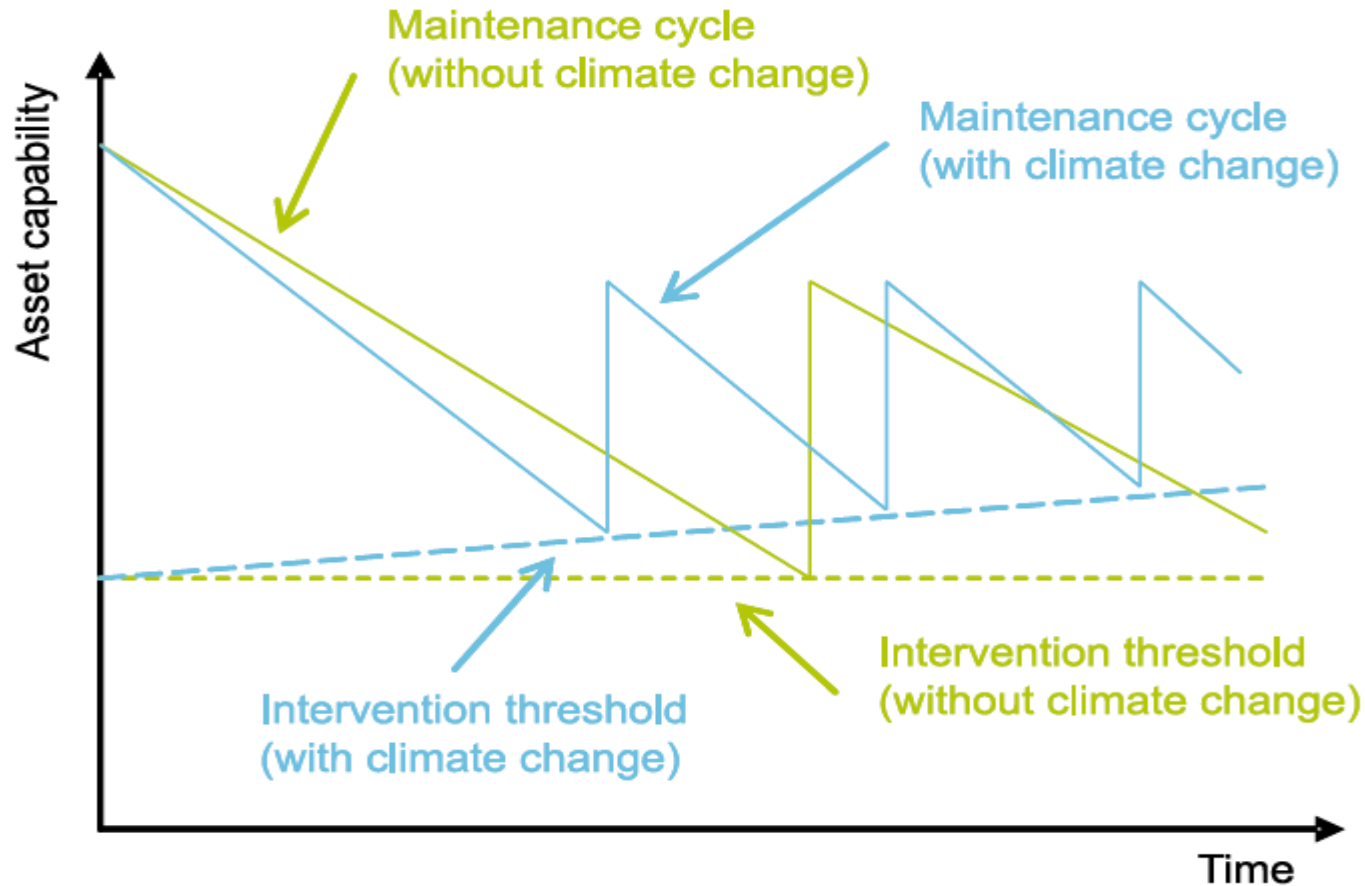 Maintenance cycle
(without climate change)
Maintenance cycle
(with climate change)
Asset capability
Intervention threshold
(without climate change)
Intervention threshold
(with climate change)
Time